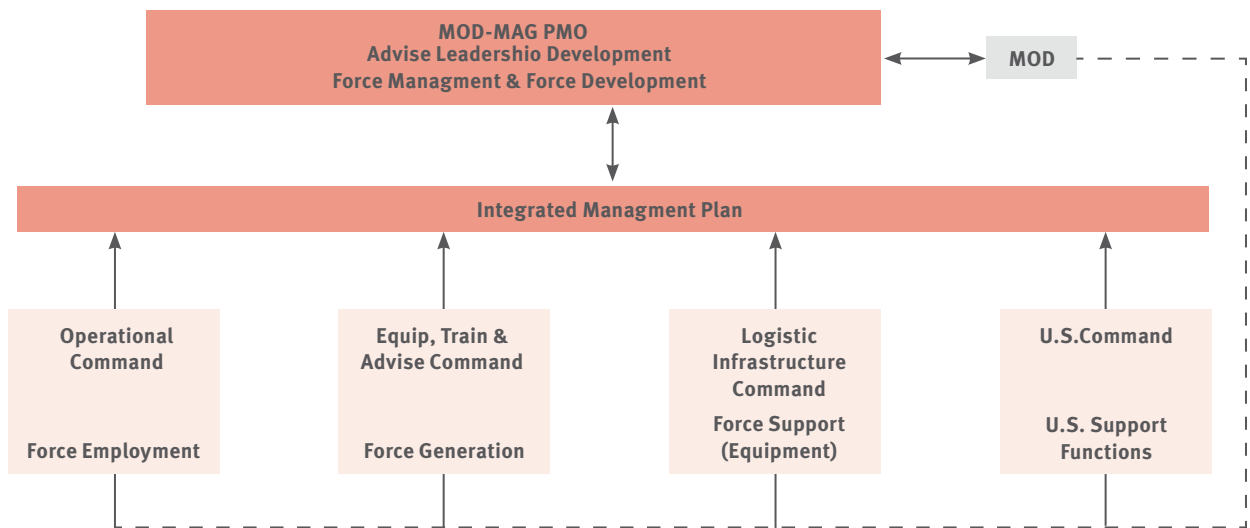 MOD-MAG PMO
Advise Leadershio Development
Force Managment & Force Development
MOD
Integrated Managment Plan
Operational
Command
Force Employment
Equip, Train &
Advise Command
Force Generation
Logistic
Infrastructure
Command
Force Support
(Equipment)
U.S.Command
U.S. Support
Functions